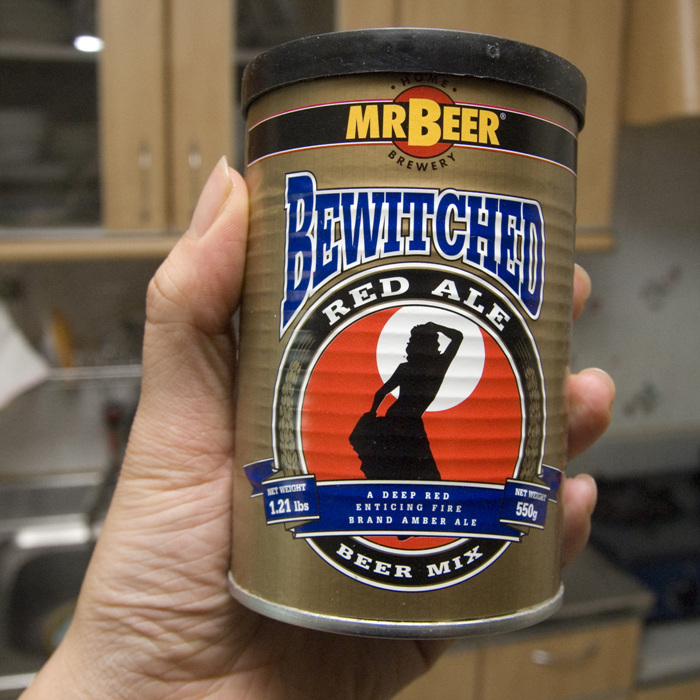 HOME
MRBEER®
BREWERY
BEWITCHED
RED ALE
NET WEIGHT
1.21 lbs
A DEEP RED
ENTICING FIRE
BRAND AMBER ALE
NET WEIGHT
550g
BEER MIX